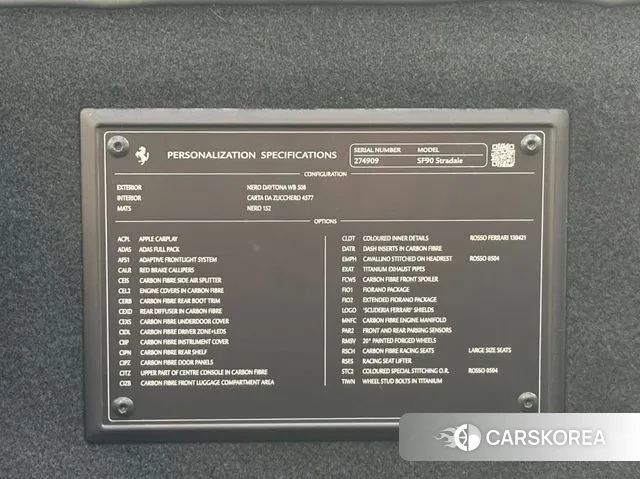 PERSONALIZATION SPECIFICATIONS
SERIAL NUMBER MODEL
274909 SF90 Stradale
CONFIGURATION
EXTERIOR NERO DAYTONA WB 508
INTERIOR CARTA DA ZUCCHERO 4577
MATS NERO 132
OPTIONS
ACPL APPLE CARPLAY
ADAS ADAS FULL PACK
AFS1 ADAPTIVE FRONTLIGHT SYSTEM
CALR RED BRAKE CALLIPERS
CEIS CARBON FIBRE SIDE AIR SPLITTER
CEL2 ENGINE COVERS IN CARBON FIBRE
CERB CARBON FIBRE REAR BOOT TRIM
CEXD REAR DIFFUSER IN CARBON FIBRE
CEXS CARBON FIBRE UNDERDOOR COVER
CIDL CARBON FIBRE DRIVER ZONE+LEDS
CIIP CARBON FIBRE INSTRUMENT COVER
CIPN CARBON FIBRE REAR SHELF
CIPZ CARBON FIBRE DOOR PANELS
CITZ UPPER PART OF CENTRE CONSOLE IN CARBON FIBRE
CIZB CARBON FIBRE FRONT LUGGAGE COMPARTMENT AREA
CLDT COLOURED INNER DETAILS ROSSO FERRARI 130421
DATR DASH INSERTS IN CARBON FIBRE
EMPH CAVALLINO STITCHED ON HEADREST ROSSO 0504
EXAT TITANIUM EXHAUST PIPES
FCWS CARBON FIBRE FRONT SPOILER
FIO1 FIORANO PACKAGE
FIO2 EXTENDED FIORANO PACKAGE
LOGO 'SCUDERIA FERRARI' SHIELDS
MNFC CARBON FIBRE ENGINE MANIFOLD
PAR2 FRONT AND REAR PARKING SENSORS
RMSV 20" PAINTED FORGED WHEELS
RSCH CARBON FIBRE RACING SEATS LARGE SIZE SEATS
RSES RACING SEAT LIFTER
STC2 COLOURED SPECIAL STITCHING O.R. ROSSO 0504
TIWN WHEEL STUD BOLTS IN TITANIUM
CARSKOREA